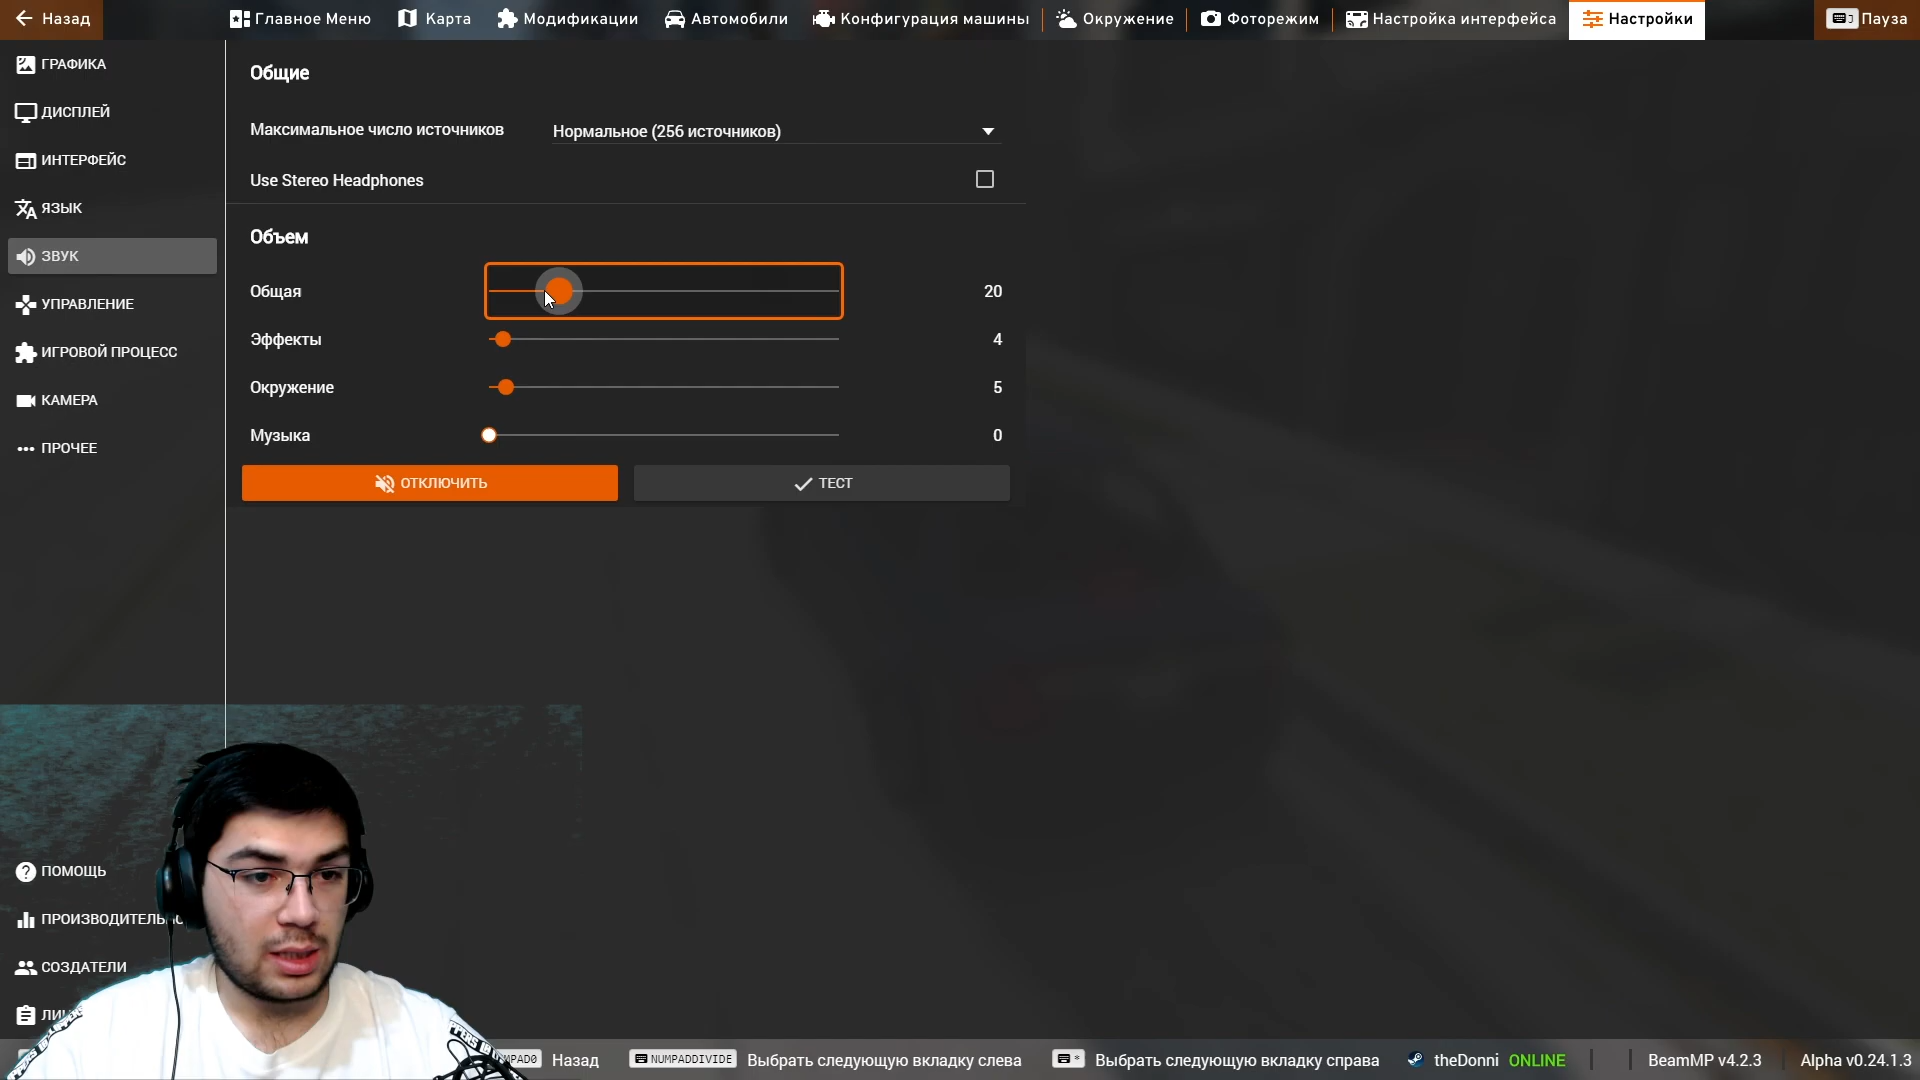 Назад
Главное Меню
Карта
Модификации
Автомобили
Конфигурация машины
Окружение
Фоторежим
Настройка интерфейса
Настройки
J Пауза
ГРАФИКА
ДИСПЛЕЙ
ИНТЕРФЕЙС
ЯЗЫК
ЗВУК
УПРАВЛЕНИЕ
ИГРОВОЙ ПРОЦЕСС
КАМЕРА
ПРОЧЕЕ
Общие
Максимальное число источников
Нормальное (256 источников)
Use Stereo Headphones
Объем
Общая
20
Эффекты
4
Окружение
5
Музыка
0
ОТКЛЮЧИТЬ
ТЕСТ
ПОМОЩЬ
ПРОИЗВОДИТЕЛЬНО
СОЗДАТЕЛИ
ЛИ
MPAD0 Назад
NUMPADDIVIDE Выбрать следующую вкладку слева
* Выбрать следующую вкладку справа
theDonni ONLINE
BeamMP v4.2.3
Alpha v0.24.1.3